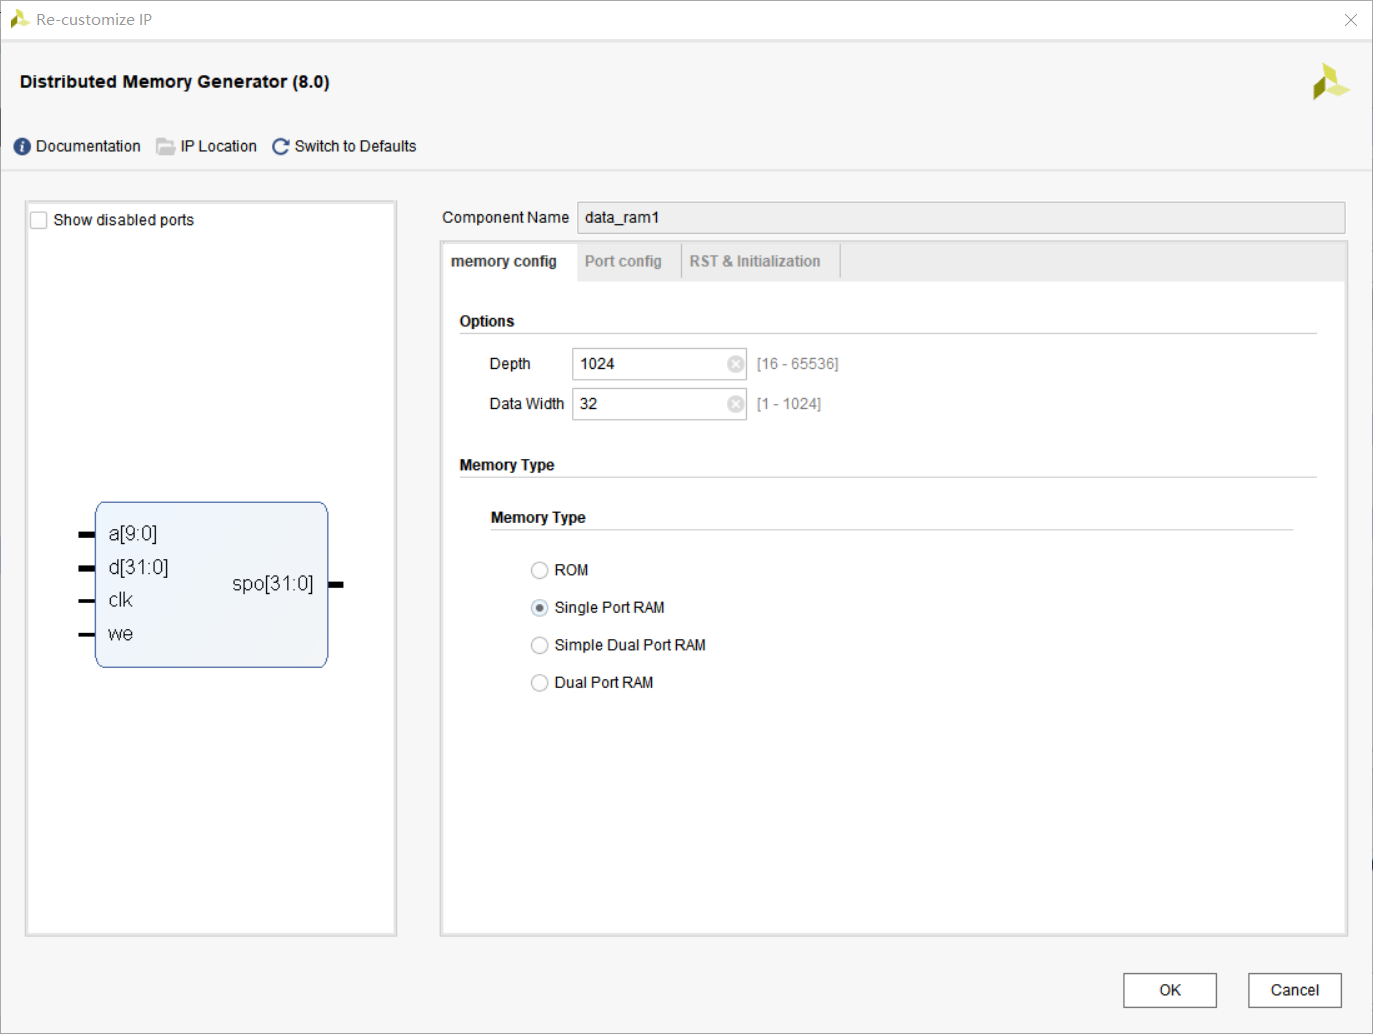 Re-customize IP
Distributed Memory Generator (8.0)
Documentation IP Location Switch to Defaults
Show disabled ports
a[9:0]
d[31:0]
clk
we
spo[31:0]
Component Name data_ram1
memory config Port config RST & Initialization
Options
Depth 1024 [16 - 65536]
Data Width 32 [1 - 1024]
Memory Type
Memory Type
ROM
Single Port RAM
Simple Dual Port RAM
Dual Port RAM
OK Cancel